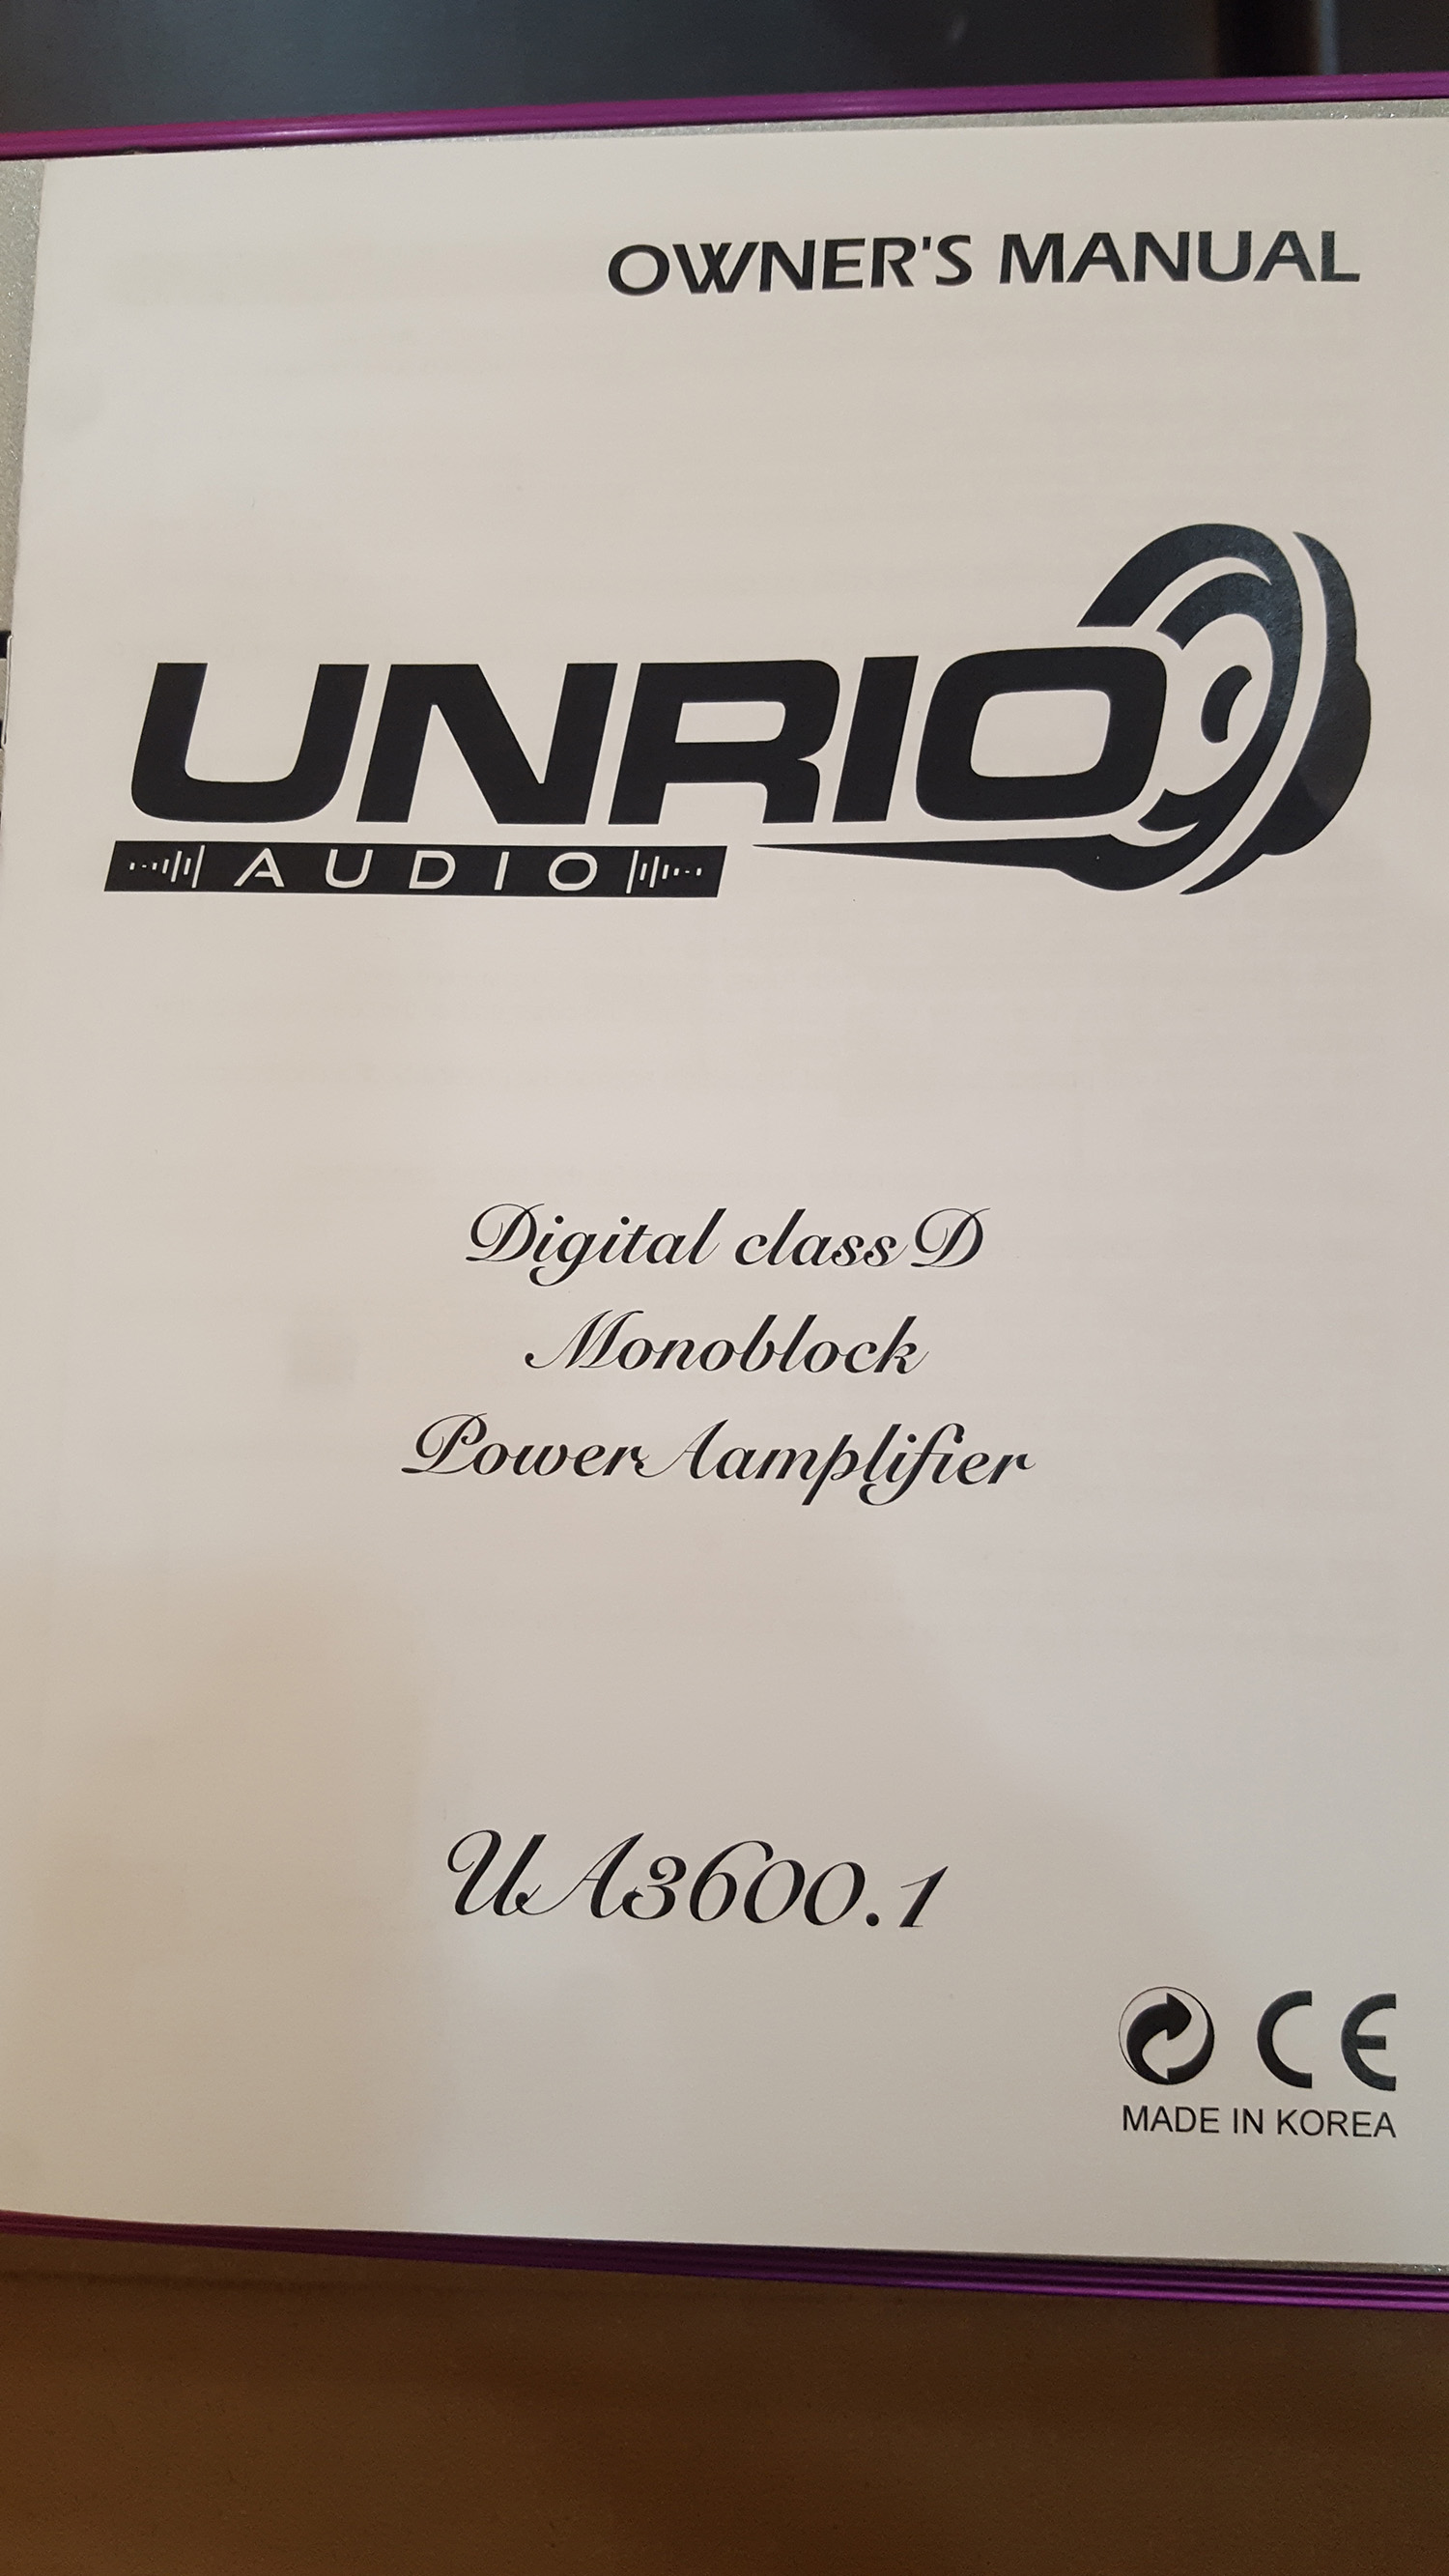 OWNER'S MANUAL
UNRIO
AUDIO
Digital class D
Monoblock
Power Aamplifier
UA3600.1
CE
MADE IN KOREA